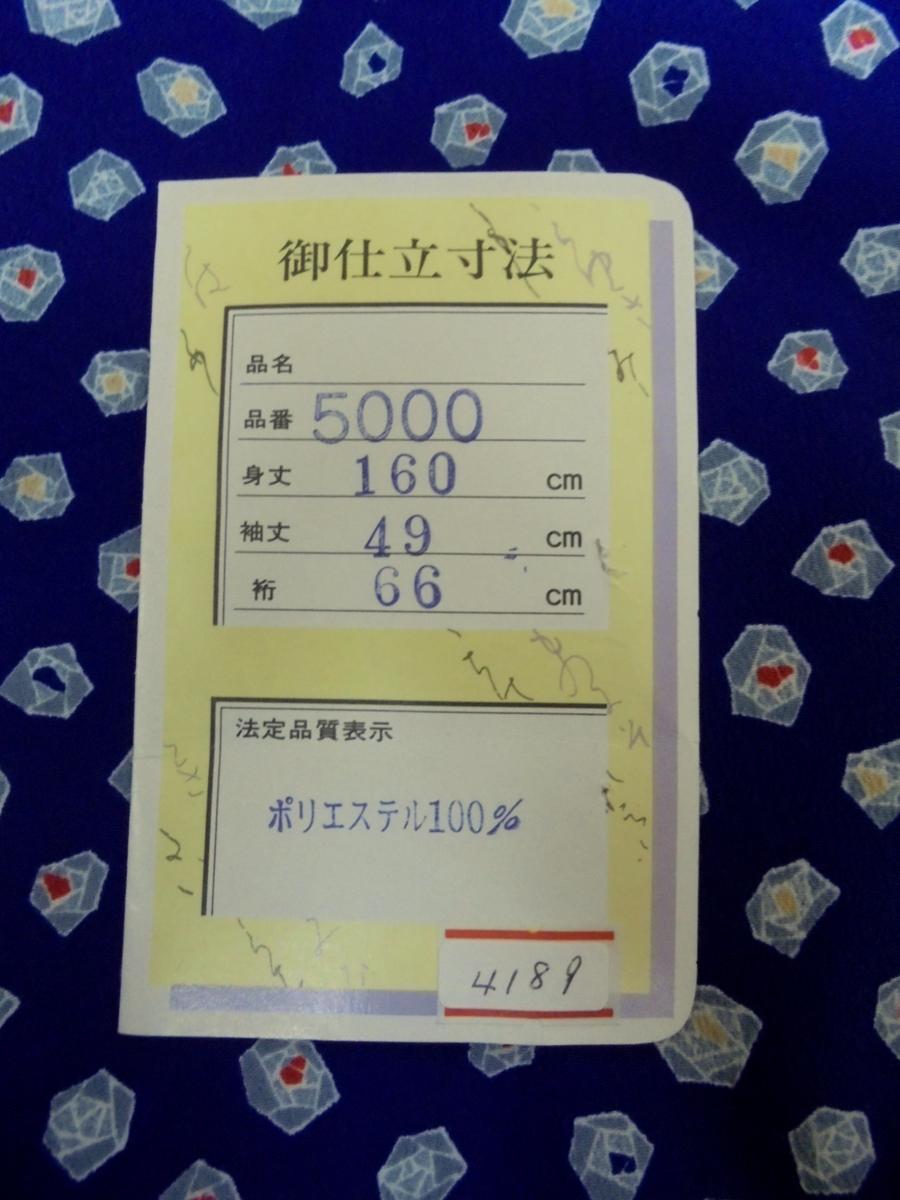 御仕立寸法
品名
品番 5000
身丈 160 cm
袖丈 49 cm
裄 66 cm
法定品質表示
ポリエステル100%
4189